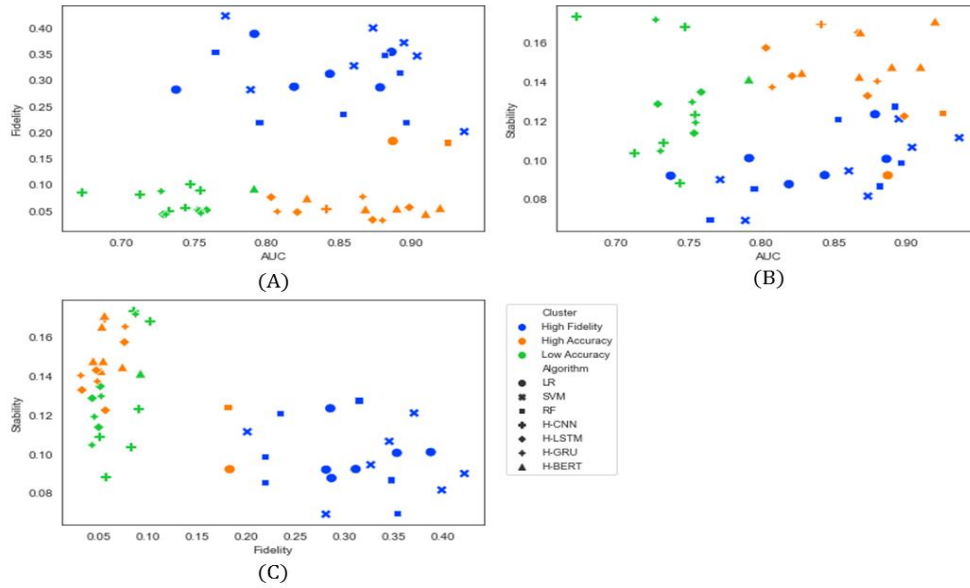 0.40
0.35
0.30
0.25
0.20
0.15
0.10
0.05
Fidelity
0.70 0.75 0.80 0.85 0.90
AUC
(A)
0.16
0.14
0.12
0.10
0.08
Stability
0.70 0.75 0.80 0.85 0.90
AUC
(B)
0.16
0.14
0.12
0.10
0.08
Stability
0.05 0.10 0.15 0.20 0.25 0.30 0.35 0.40
Fidelity
(C)
Cluster
High Fidelity
High Accuracy
Low Accuracy
Algorithm
LR
SVM
RF
H-CNN
H-LSTM
H-GRU
H-BERT